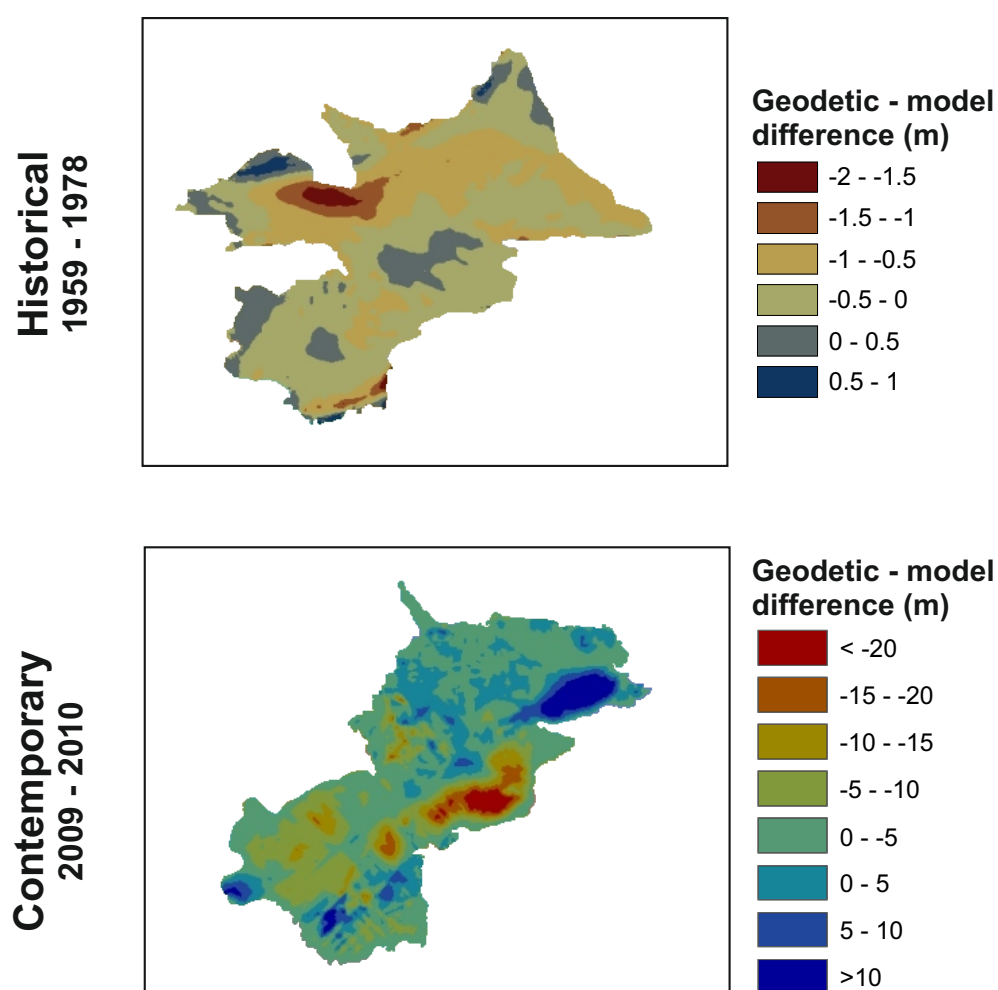 Historical
1959 - 1978
Geodetic - model
difference (m)
-2 - -1.5
-1.5 - -1
-1 - -0.5
-0.5 - 0
0 - 0.5
0.5 - 1
Contemporary
2009 - 2010
Geodetic - model
difference (m)
< -20
-15 - -20
-10 - -15
-5 - -10
0 - -5
0 - 5
5 - 10
>10